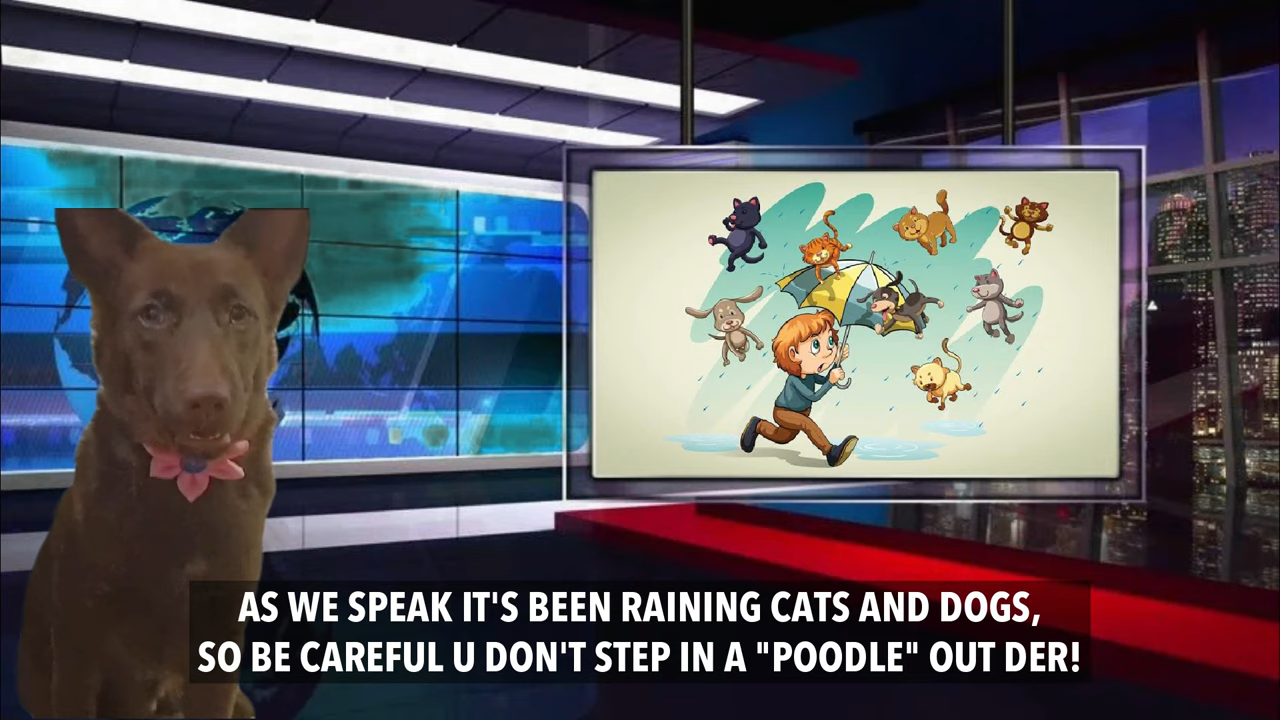 AS WE SPEAK IT'S BEEN RAINING CATS AND DOGS,
SO BE CAREFUL U DON'T STEP IN A "POODLE" OUT DER!